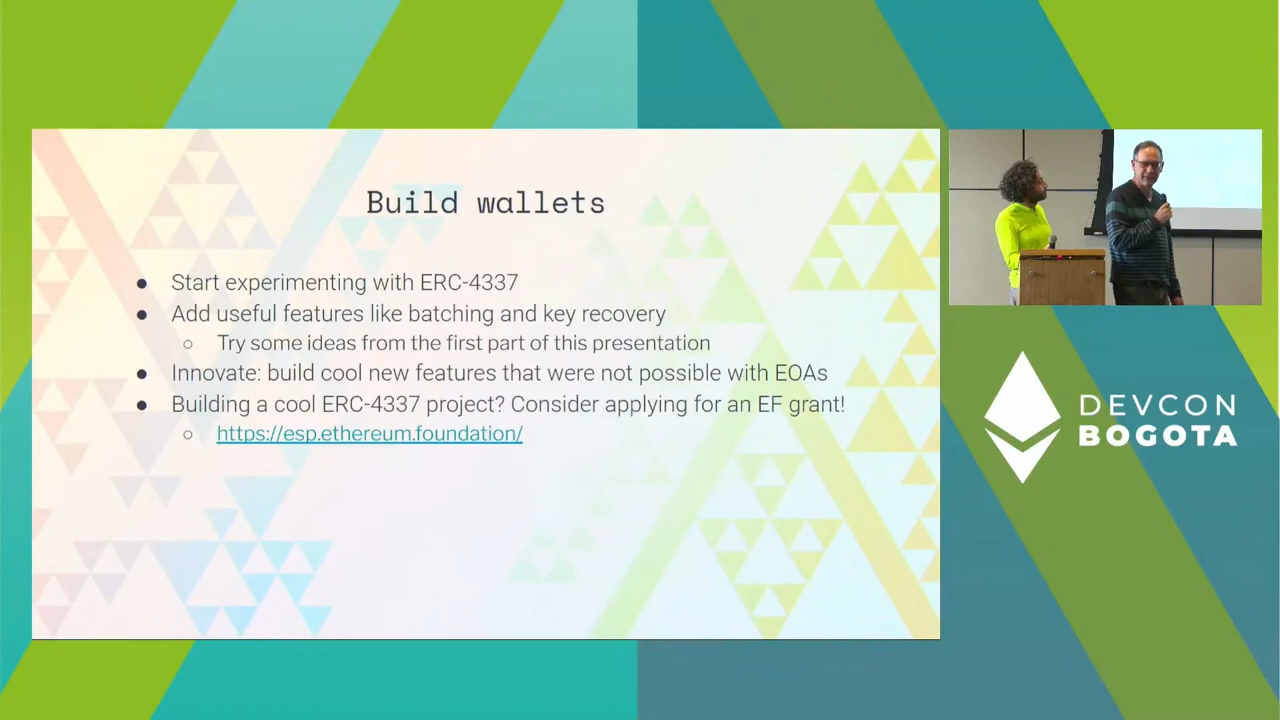 Build wallets
● Start experimenting with ERC-4337
● Add useful features like batching and key recovery
○ Try some ideas from the first part of this presentation
● Innovate: build cool new features that were not possible with EOAs
● Building a cool ERC-4337 project? Consider applying for an EF grant!
○ https://esp.ethereum.foundation/
DEVCON
BOGOTA